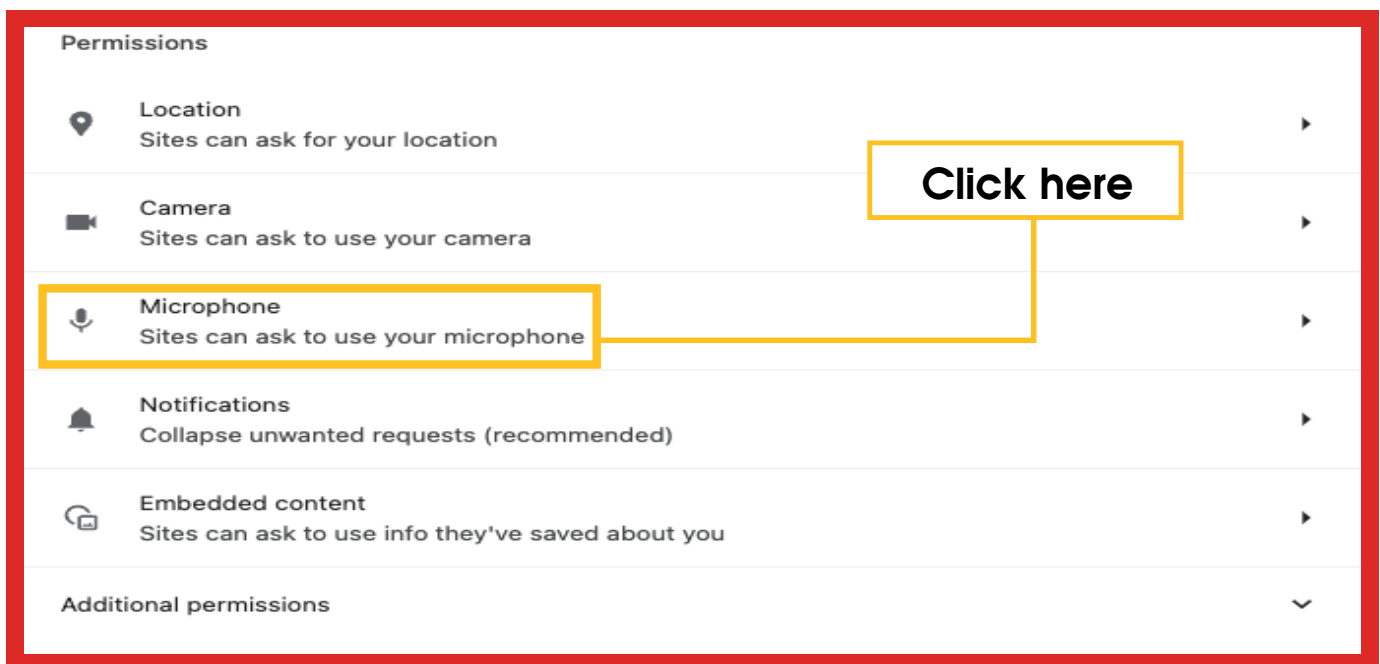 Permissions
Location
Sites can ask for your location
Click here
Camera
Sites can ask to use your camera
Microphone
Sites can ask to use your microphone
Notifications
Collapse unwanted requests (recommended)
Embedded content
Sites can ask to use info they've saved about you
Additional permissions